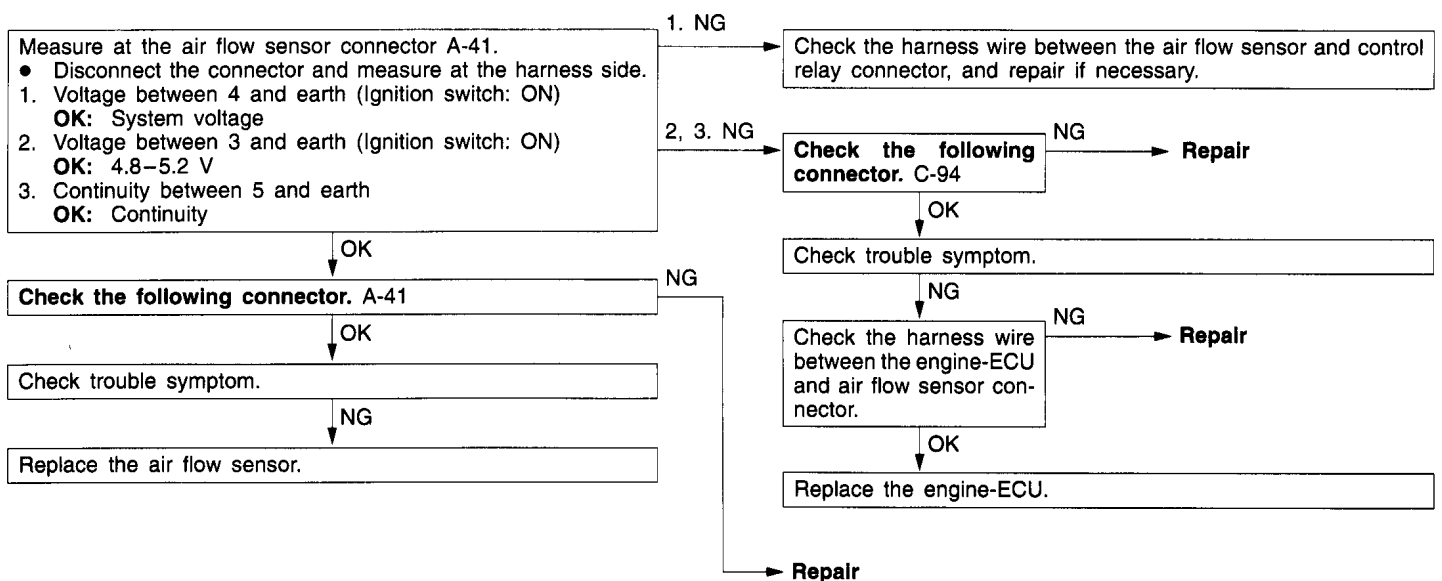 Measure at the air flow sensor connector A-41.
● Disconnect the connector and measure at the harness side.
1. Voltage between 4 and earth (Ignition switch: ON)
OK: System voltage
2. Voltage between 3 and earth (Ignition switch: ON)
OK: 4.8–5.2 V
3. Continuity between 5 and earth
OK: Continuity
1. NG
Check the harness wire between the air flow sensor and control
relay connector, and repair if necessary.
2, 3. NG
Check the following
connector. C-94
NG
Repair
OK
Check trouble symptom.
NG
Check the harness wire
between the engine-ECU
and air flow sensor con-
nector.
NG
Repair
OK
Replace the engine-ECU.
OK
Check the following connector. A-41
NG
Repair
OK
Check trouble symptom.
NG
Replace the air flow sensor.